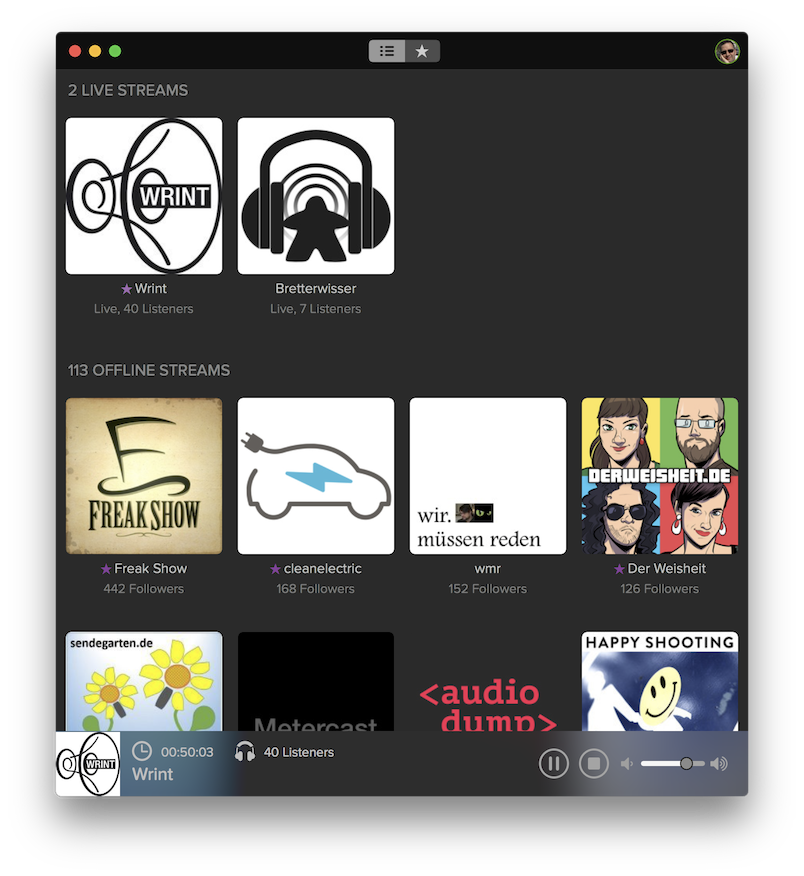 2 LIVE STREAMS
WRINT
Wrint
Bretterwisser
Live, 40 Listeners
Live, 7 Listeners
113 OFFLINE STREAMS
FREAK SHOW
wir.
müssen reden
DERWEISHEIT.DE
Freak Show
cleanelectric
wmr
Der Weisheit
442 Followers
168 Followers
152 Followers
126 Followers
sendegarten.de
Metercast
<audio
dump>
HAPPY SHOOTING
WRINT
00:50:03
40 Listeners
Wrint